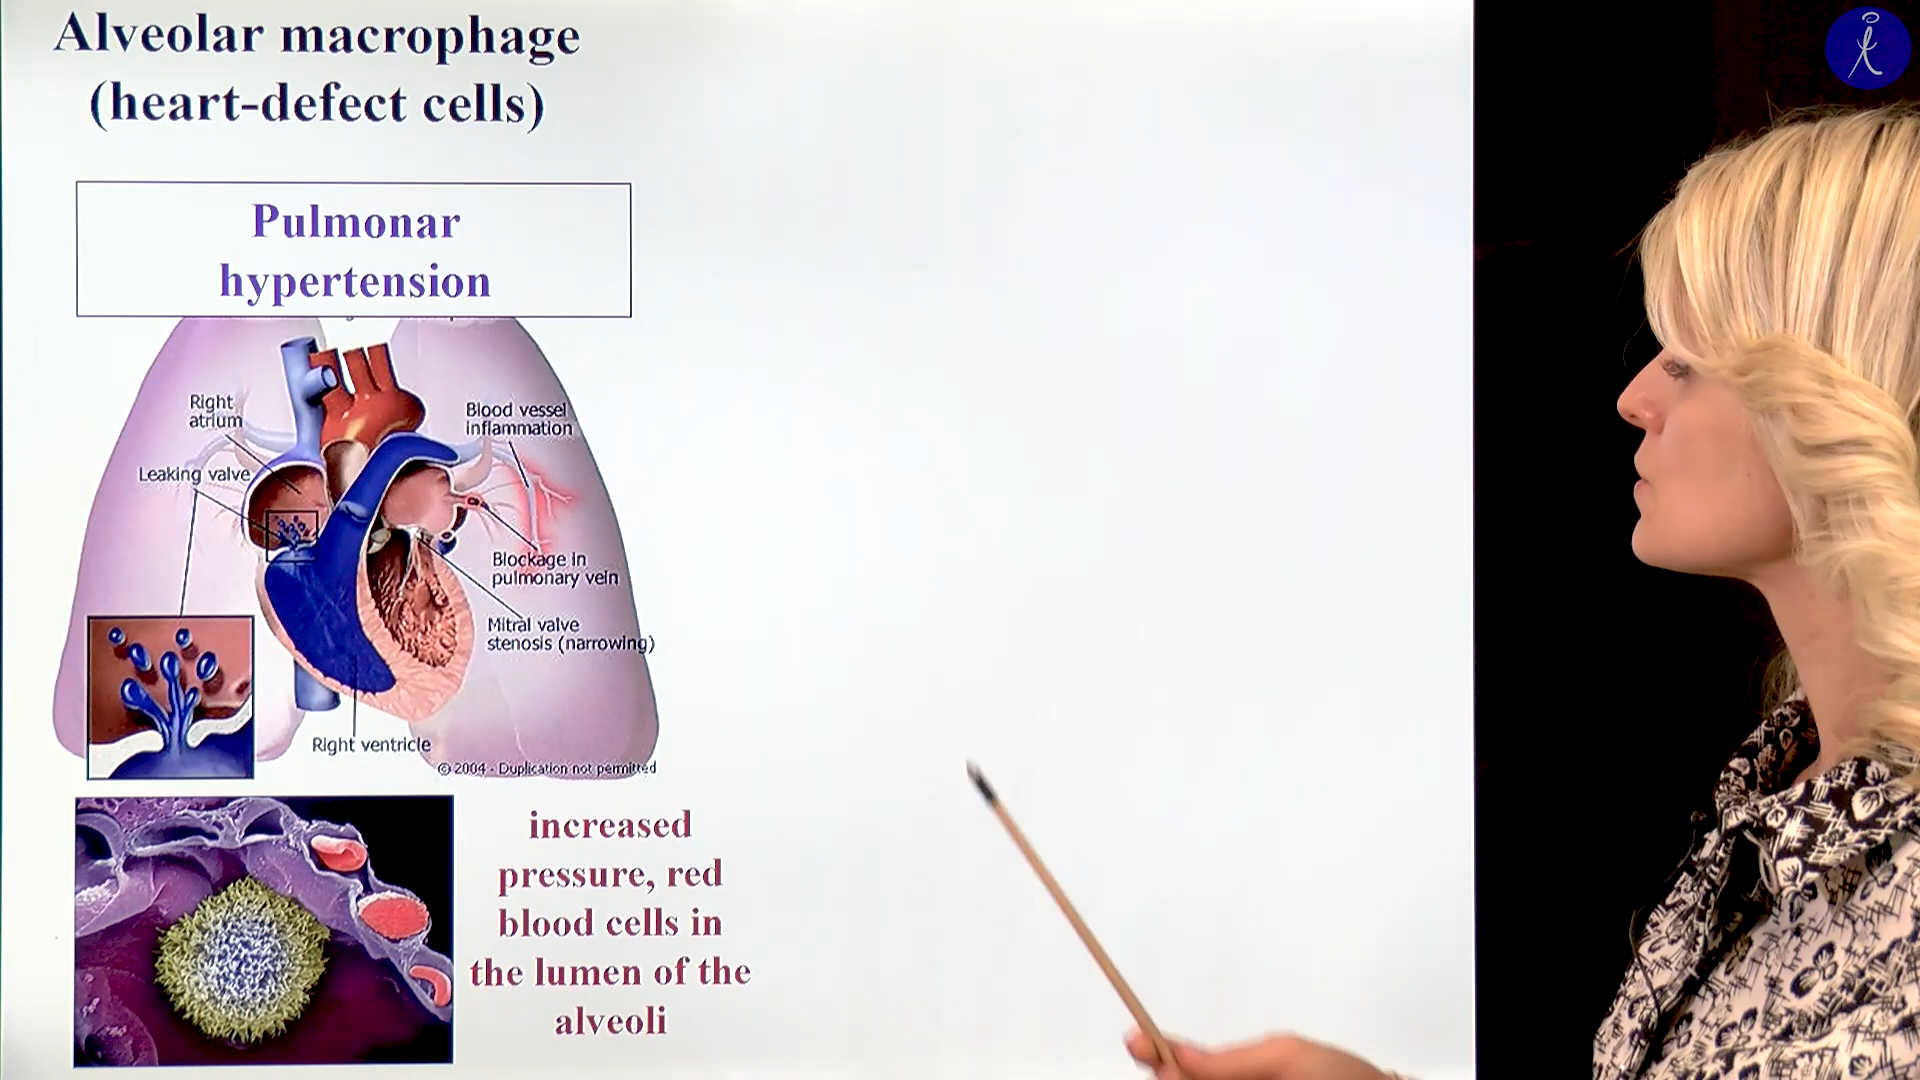 Alveolar macrophage
(heart-defect cells)
Pulmonar
hypertension
Right
atrium
Blood vessel
inflammation
Leaking valve
Blockage in
pulmonary vein
Mitral valve
stenosis (narrowing)
Right ventricle
© 2004 - Duplication not permitted
increased
pressure, red
blood cells in
the lumen of the
alveoli